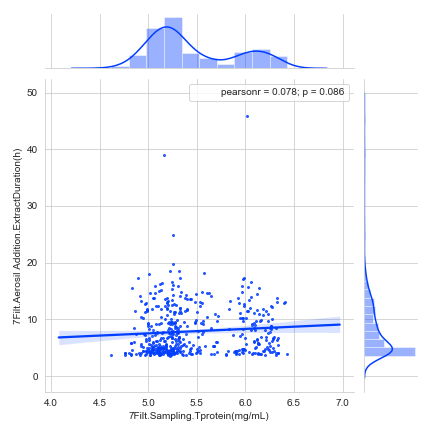 pearsonr = 0.078; p = 0.086
50
40
30
20
10
0
7Filt.Aerosil Addition.ExtractDuration(h)
4.0 4.5 5.0 5.5 6.0 6.5 7.0
7Filt.Sampling.Tprotein(mg/mL)